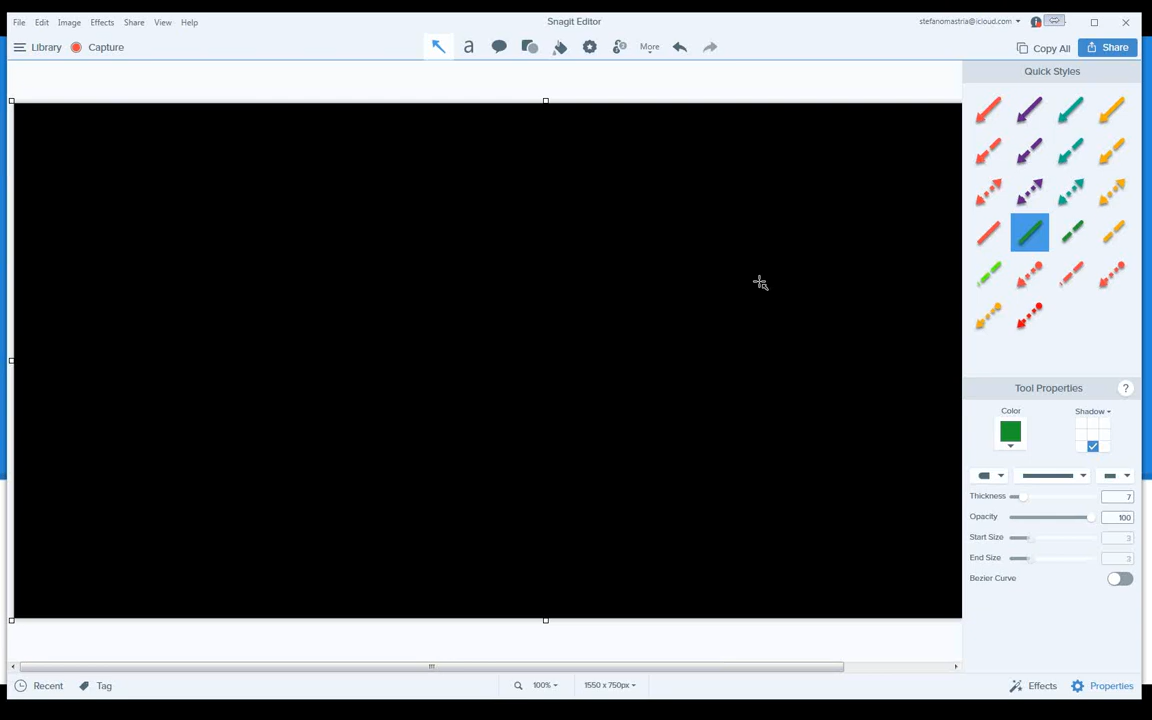 File Edit Image Effects Share View Help
Snagit Editor
stefanomastria@icloud.com
Library Capture
a
More
Copy All Share
Quick Styles
Tool Properties ?
Color Shadow
Thickness 7
Opacity 100
Start Size 3
End Size 3
Bezier Curve
Recent Tag
100% 1550 x 750px
Effects Properties